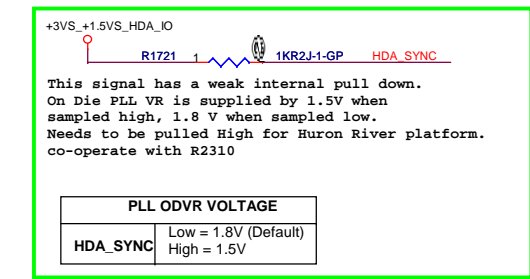 +3VS_+1.5VS_HDA_IO
R1721 1 1KR2J-1-GP HDA_SYNC
This signal has a weak internal pull down.
On Die PLL VR is supplied by 1.5V when
sampled high, 1.8 V when sampled low.
Needs to be pulled High for Huron River platform.
co-operate with R2310
PLL ODVR VOLTAGE
HDA_SYNC
Low = 1.8V (Default)
High = 1.5V